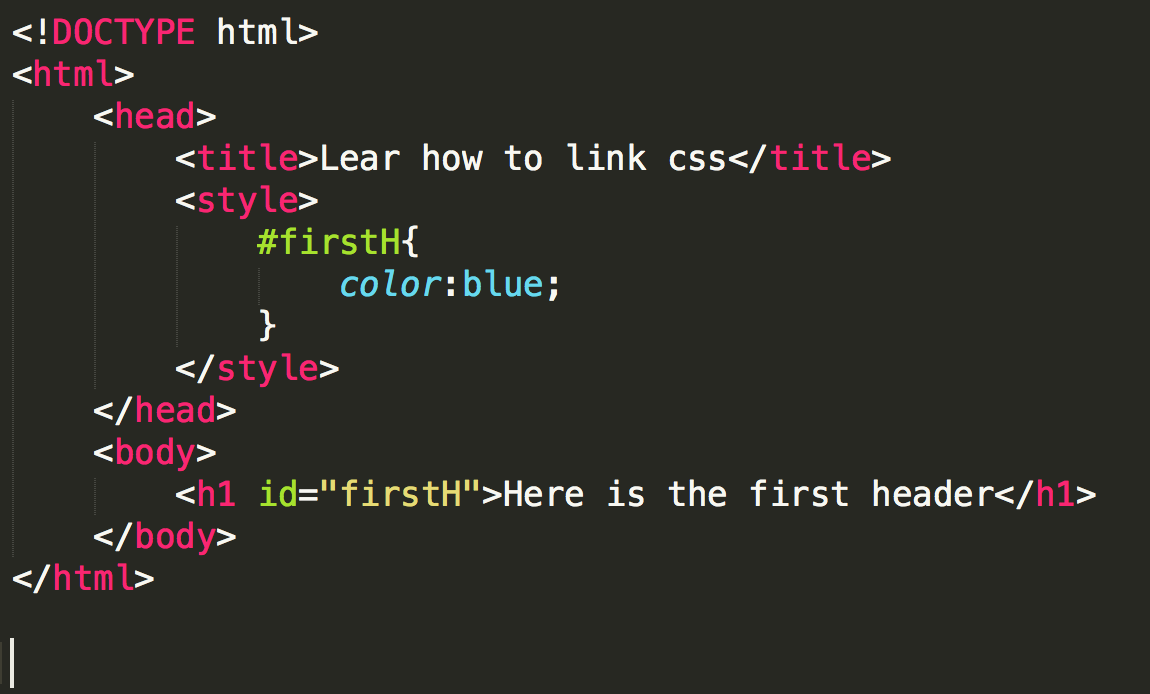 <!DOCTYPE html>
<html>
    <head>
        <title>Lear how to link css</title>
        <style>
            #firstH{
                color:blue;
            }
        </style>
    </head>
    <body>
        <h1 id="firstH">Here is the first header</h1>
    </body>
</html>